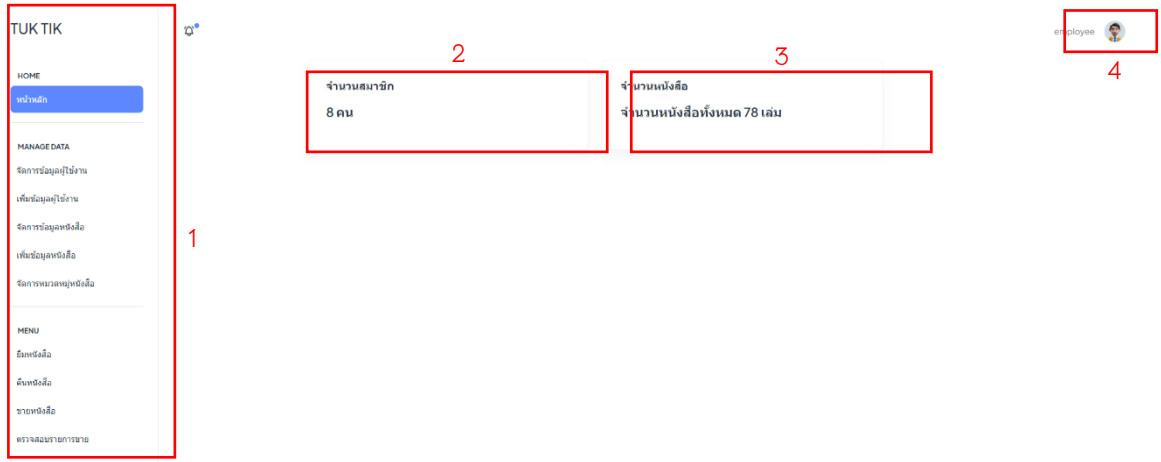 TUK TIK
employee
2
3
4
HOME
หน้าหลัก
จำนวนสมาชิก
8 คน
จำนวนหนังสือ
จำนวนหนังสือทั้งหมด 78 เล่ม
MANAGE DATA
จัดการข้อมูลผู้ใช้งาน
เพิ่มข้อมูลผู้ใช้งาน
จัดการข้อมูลหนังสือ
1
เพิ่มข้อมูลหนังสือ
จัดการหมวดหมู่หนังสือ
MENU
ยืมหนังสือ
คืนหนังสือ
ขายหนังสือ
ตรวจสอบรายการขาย